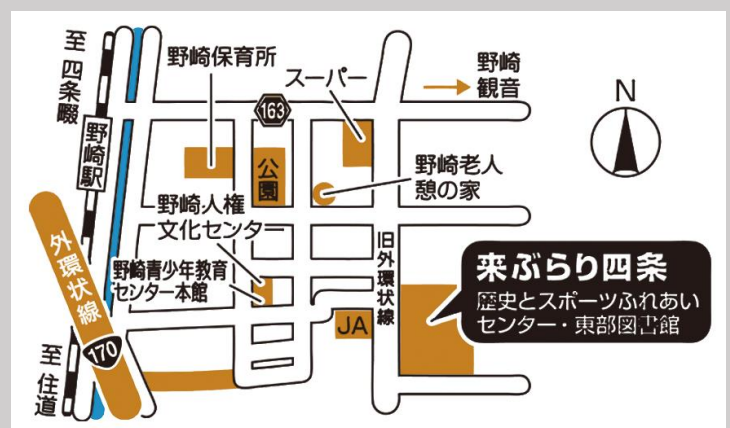 至 四条畷
野崎保育所
スーパー
野崎
観音
N
163
野崎駅
公園
野崎老人
憩の家
野崎人権
文化センター
外環状線
野崎青少年教育
センター本館
旧外環状線
来ぶらり四条
歴史とスポーツふれあい
センター・東部図書館
JA
170
至 住道